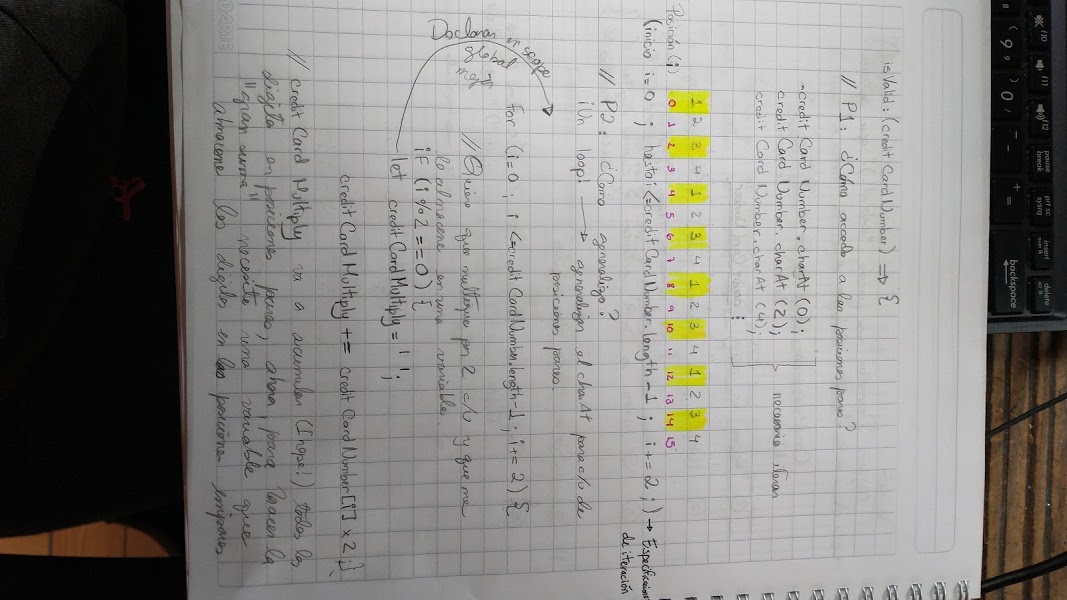 F10 F11 F12 pause break prt sc sysrq insert num lk delete
8 ( 9 9 ) 0 / - - + = backspace
isValid: (credit Card Number) => {
// P1: ¿Cómo accedo a las posiciones pares?
-credit Card Number.charAt (0);
credit Card Number.charAt (2);
credit Card Number.charAt (4);
⋮
} necesario iterar
1 2 3 4 1 2 3 4 1 2 3 4 1 2 3 4
Posición (i) 0 1 2 3 4 5 6 7 8 9 10 11 12 13 14 15
(inicio i=0 ; hasta i<=credit Card Number.length-1 ; i+=2;) → Especificaciones
de iteración
// P2: ¿Como generalizo?
¡Un loop! → generalizar el charAt para c/u de
posiciones pares.
Declarar en scope
global
mejor
for (i=0; i <=credit Card Number.length-1; i+=2) {
// Quiero que multiplique por 2 c/u y que me
lo almacene en una variable
if (i%2==0) {
let credit Card Multiply = ' ';
credit Card Multiply += credit Card Number[i] x 2;}
// credit Card Multiply va a acumular (I hope!) todos los
dígitos en posiciones pares, ahora, para hacer la
"gran suma" necesito una variable que
almacene los dígitos en las posiciones impares